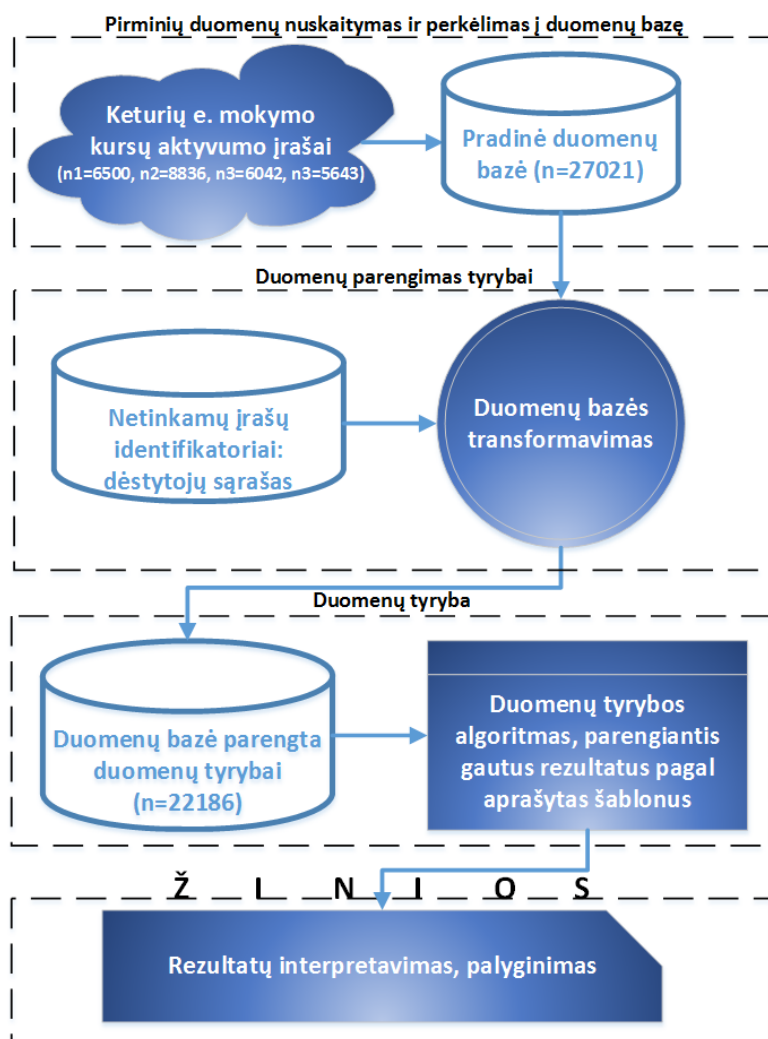 Pirminių duomenų nuskaitymas ir perkėlimas į duomenų bazę
Keturių e. mokymo
kursų aktyvumo įrašai
(n1=6500, n2=8836, n3=6042, n3=5643)
Pradinė duomenų
bazė (n=27021)
Duomenų parengimas tyrybai
Netinkamų įrašų
identifikatoriai:
dėstytojų sąrašas
Duomenų bazės
transformavimas
Duomenų tyryba
Duomenų bazė parengta
duomenų tyrybai
(n=22186)
Duomenų tyrybos
algoritmas, parengiantis
gautus rezultatus pagal
aprašytas šablonus
Ž I N I O S
Rezultatų interpretavimas, palyginimas